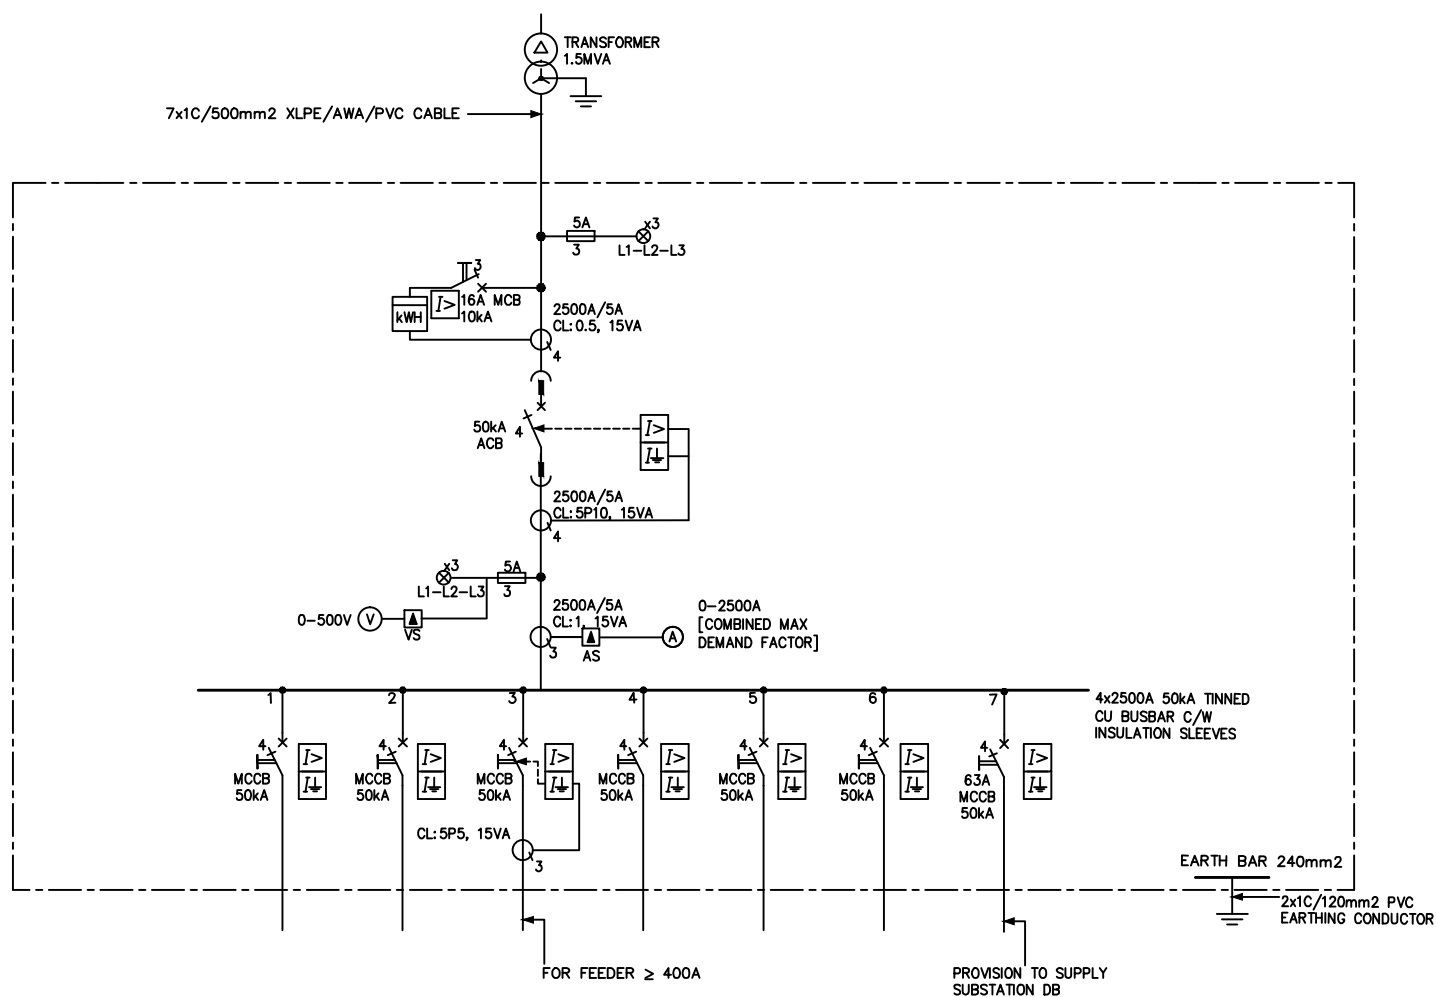 TRANSFORMER
1.5MVA
7x1C/500mm2 XLPE/AWA/PVC CABLE
5A
x3
3
L1-L2-L3
3
16A MCB
10kA
I>
kWH
2500A/5A
CL:0.5, 15VA
4
50kA
ACB
4
I>
I
2500A/5A
CL:5P10, 15VA
4
x3
5A
L1-L2-L3
3
0-500V
V
VS
2500A/5A
CL:1, 15VA
3
AS
A
0-2500A
[COMBINED MAX
DEMAND FACTOR]
1
2
3
4
5
6
7
4x2500A 50kA TINNED
CU BUSBAR C/W
INSULATION SLEEVES
4
MCCB
50kA
I>
I
4
MCCB
50kA
I>
I
4
MCCB
50kA
I>
I
CL:5P5, 15VA
3
4
MCCB
50kA
I>
I
4
MCCB
50kA
I>
I
4
MCCB
50kA
I>
I
4
63A
MCCB
50kA
I>
I
EARTH BAR 240mm2
2x1C/120mm2 PVC
EARTHING CONDUCTOR
FOR FEEDER ≥ 400A
PROVISION TO SUPPLY
SUBSTATION DB